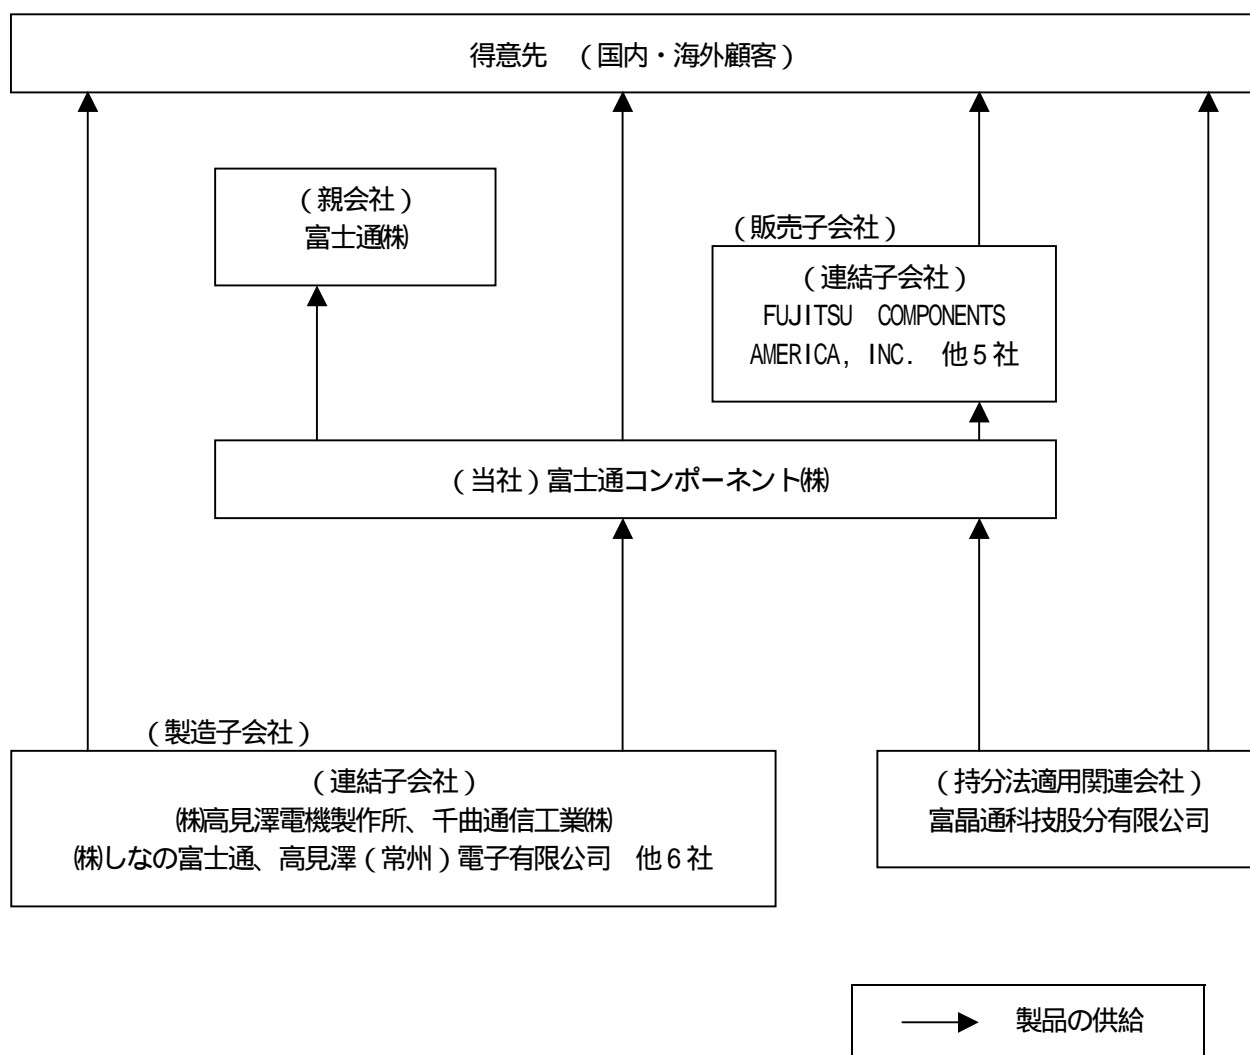 得意先　（国内・海外顧客）
（親会社）
富士通㈱
（販売子会社）
（連結子会社）
FUJITSU　COMPONENTS
AMERICA, INC.　他５社
（当社）富士通コンポーネント㈱
（製造子会社）
（連結子会社）
㈱高見澤電機製作所、千曲通信工業㈱
㈱しなの富士通、高見澤（常州）電子有限公司　他６社
（持分法適用関連会社）
富晶通科技股分有限公司
製品の供給